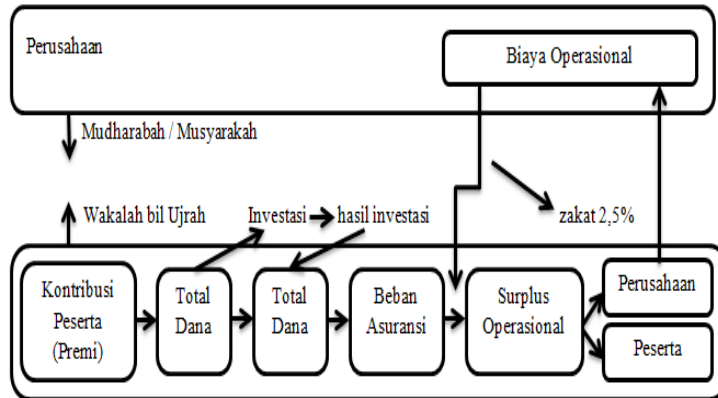 Perusahaan
Biaya Operasional
Mudharabah / Musyarakah
Wakalah bil Ujrah
Investasi
hasil investasi
zakat 2,5%
Kontribusi
Peserta
(Premi)
Total
Dana
Total
Dana
Beban
Asuransi
Surplus
Operasional
Perusahaan
Peserta